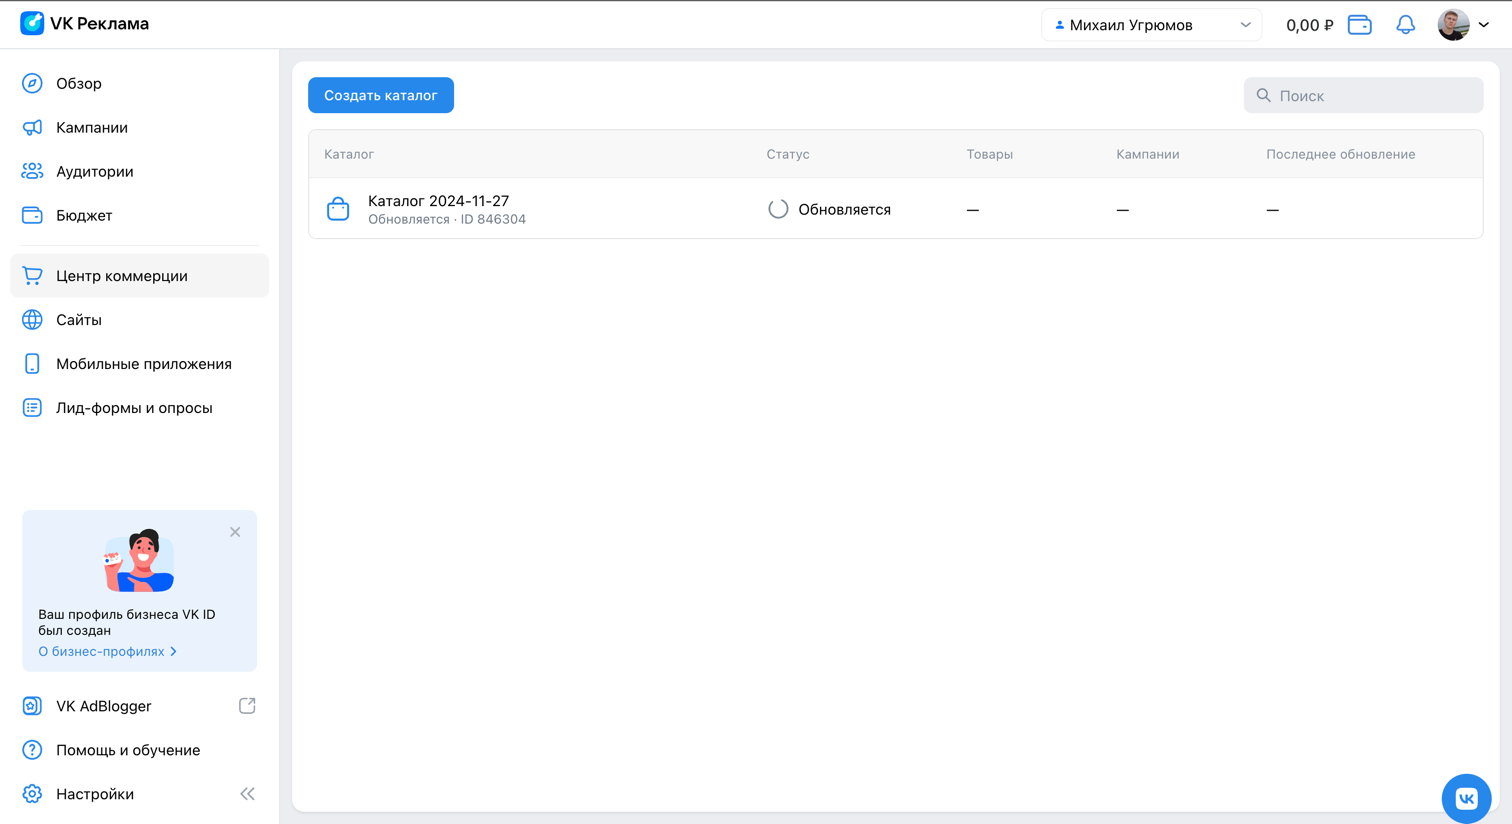 VK Реклама
Михаил Угрюмов
0,00 ₽
Обзор
Кампании
Аудитории
Бюджет
Центр коммерции
Сайты
Мобильные приложения
Лид-формы и опросы
Ваш профиль бизнеса VK ID
был создан
О бизнес-профилях
VK AdBlogger
Помощь и обучение
Настройки
Создать каталог
Поиск
Каталог Статус Товары Кампании Последнее обновление
Каталог 2024-11-27
Обновляется · ID 846304
Обновляется — — —